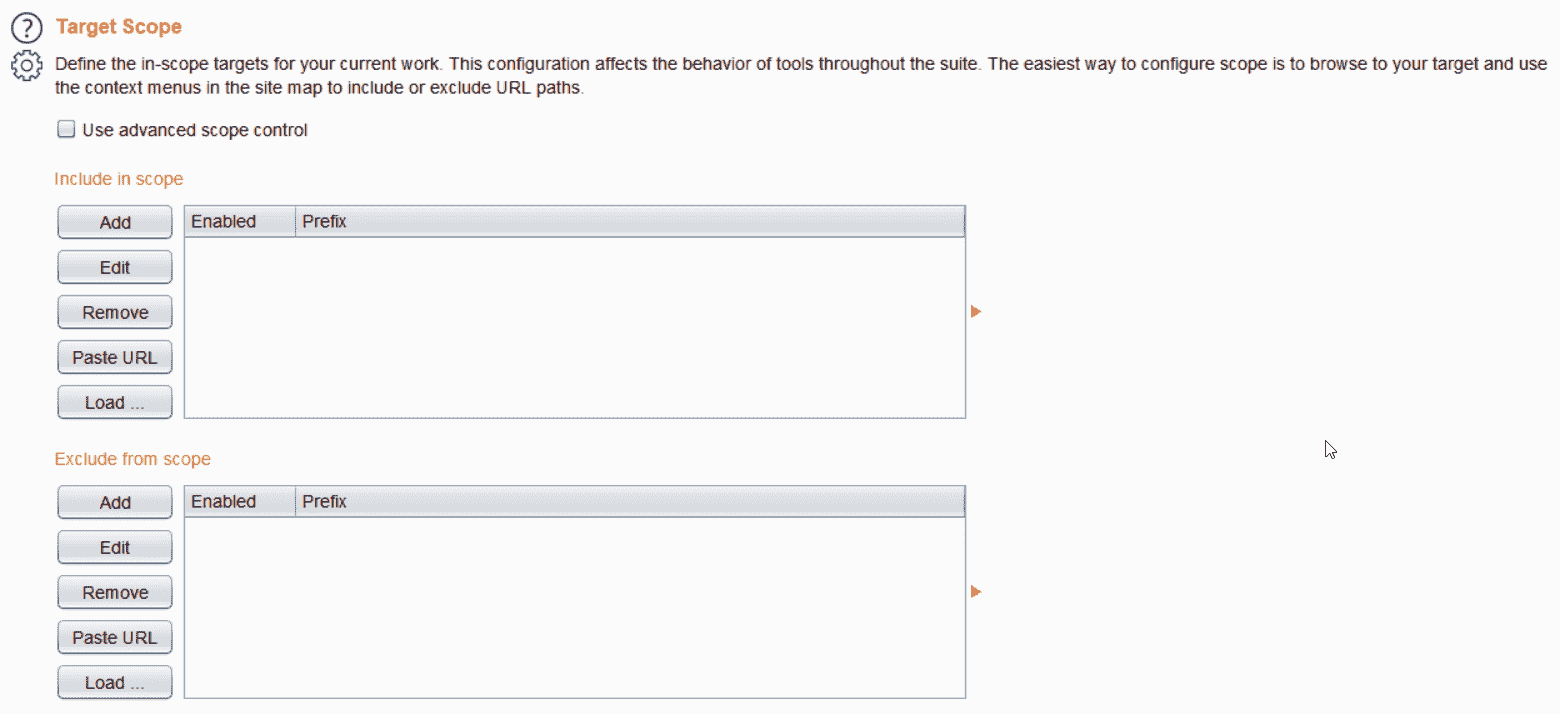 ?
Target Scope
Define the in-scope targets for your current work. This configuration affects the behavior of tools throughout the suite. The easiest way to configure scope is to browse to your target and use
the context menus in the site map to include or exclude URL paths.
Use advanced scope control
Include in scope
Add
Enabled Prefix
Edit
Remove
Paste URL
Load ...
Exclude from scope
Add
Enabled Prefix
Edit
Remove
Paste URL
Load ...